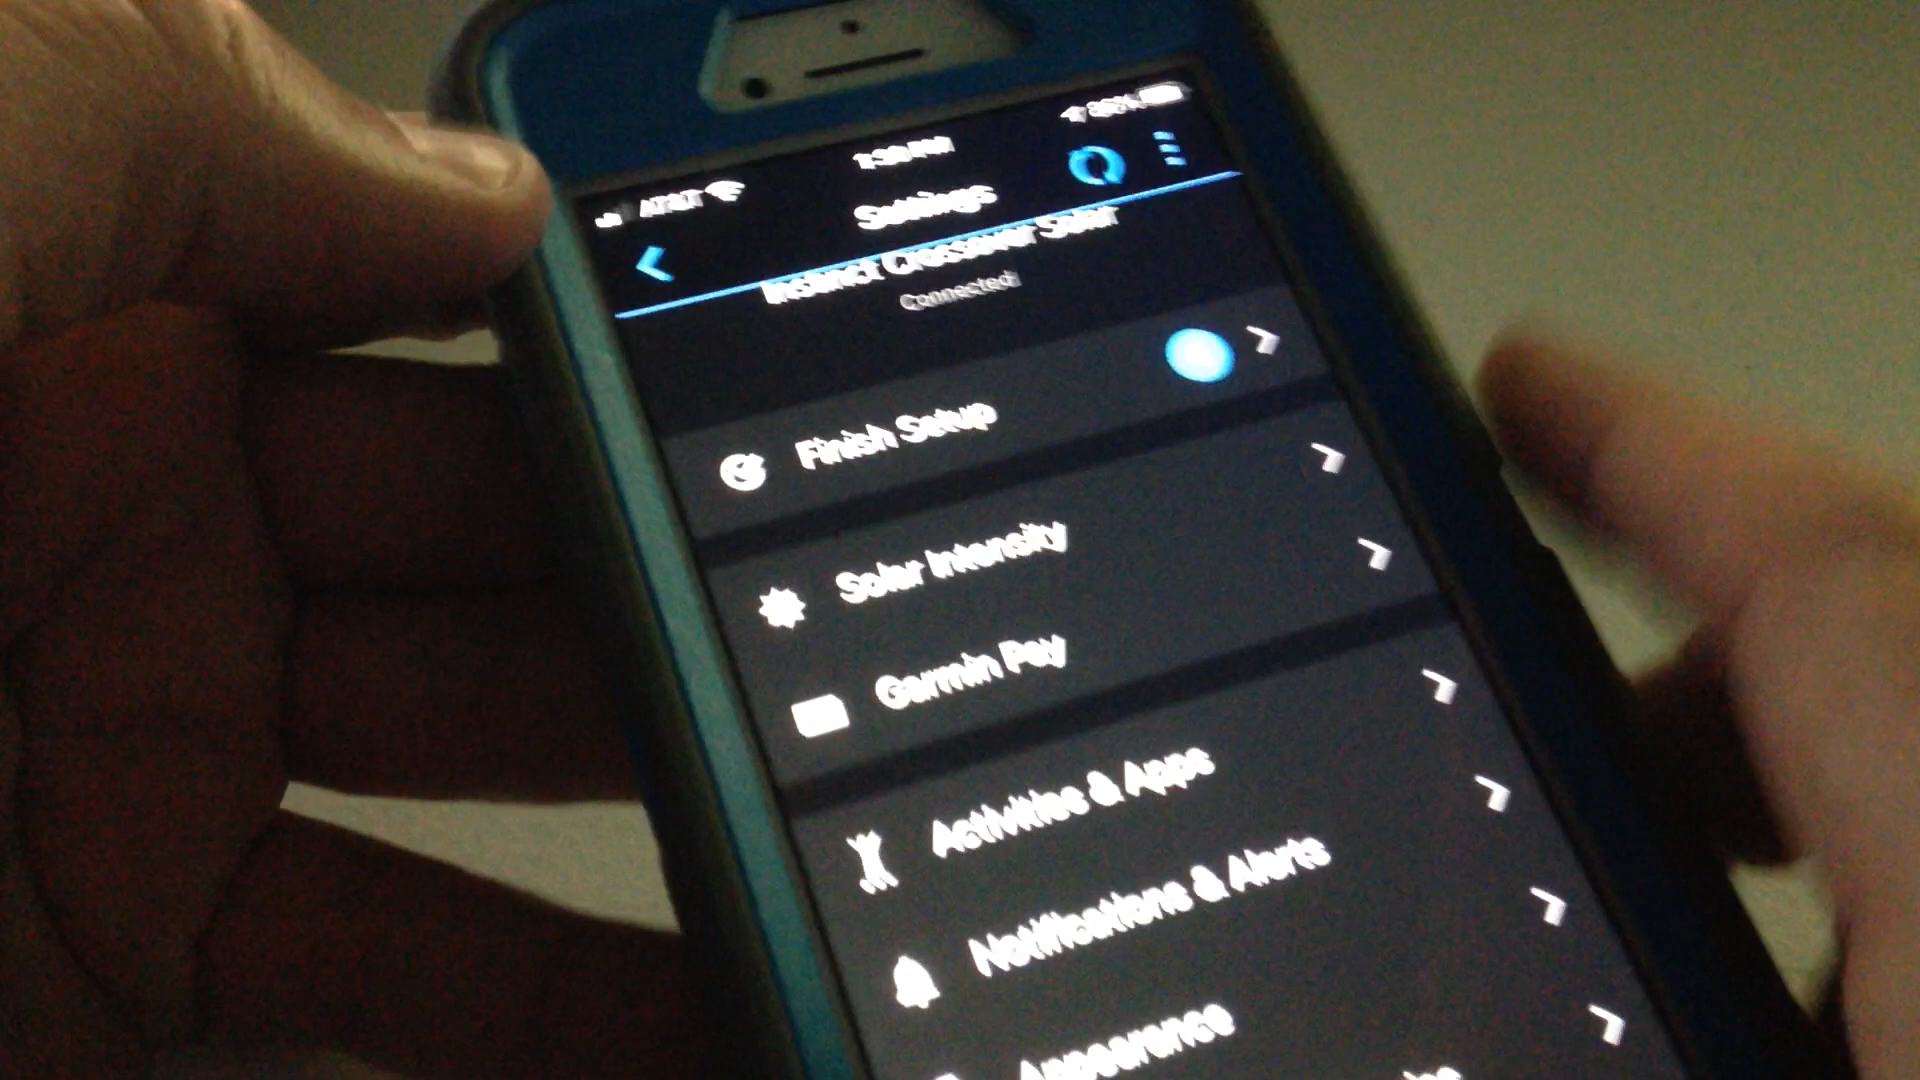 AT&T
Settings
Instinct Crossover Solar
Connected
Finish Setup
Solar Intensity
Garmin Pay
Activities & Apps
Notifications & Alerts
Appearance